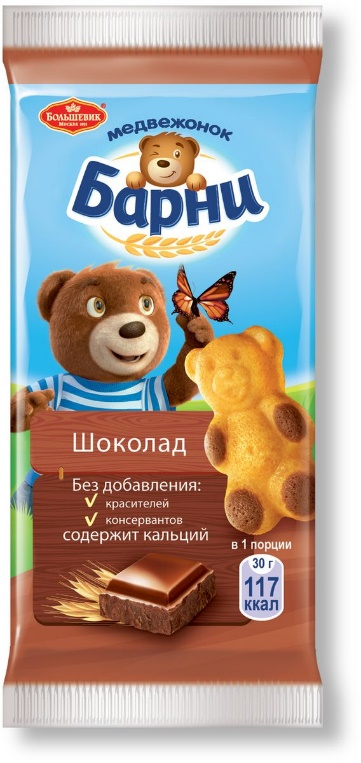 БОЛЬШЕВИК
МЕДВЕЖОНОК
Барни
Шоколад
Без добавления:
красителей
консервантов
содержит кальций
в 1 порции
30 г
117
ккал